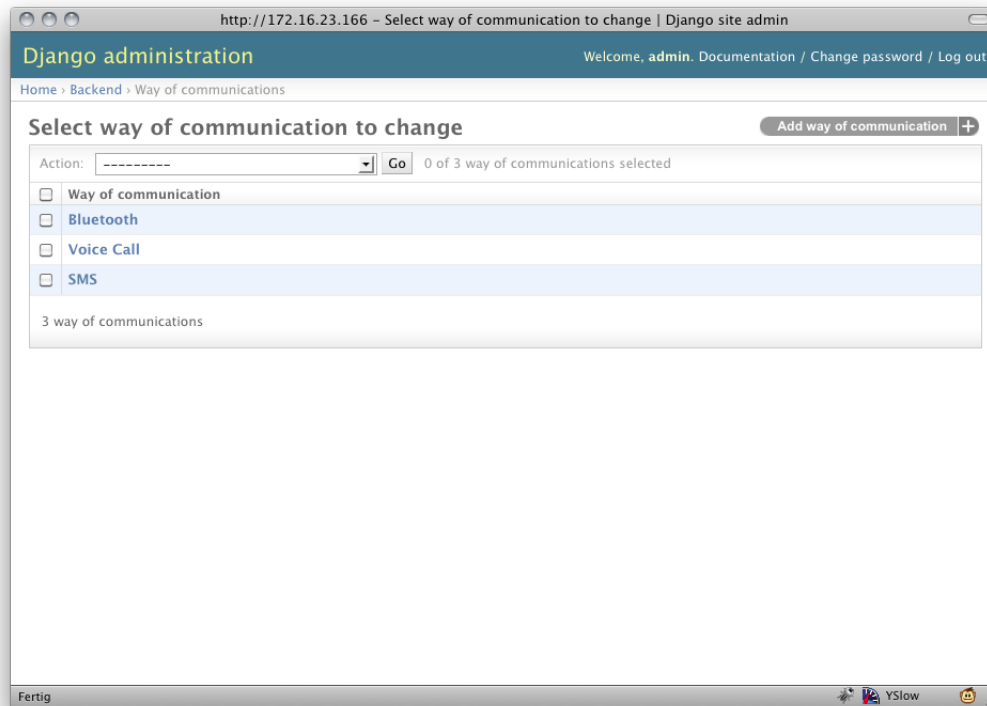 http://172.16.23.166 – Select way of communication to change | Django site admin
Django administration
Welcome, admin. Documentation / Change password / Log out
Home › Backend › Way of communications
Select way of communication to change
Add way of communication +
Action: --------- Go 0 of 3 way of communications selected
Way of communication
Bluetooth
Voice Call
SMS
3 way of communications
Fertig YSlow